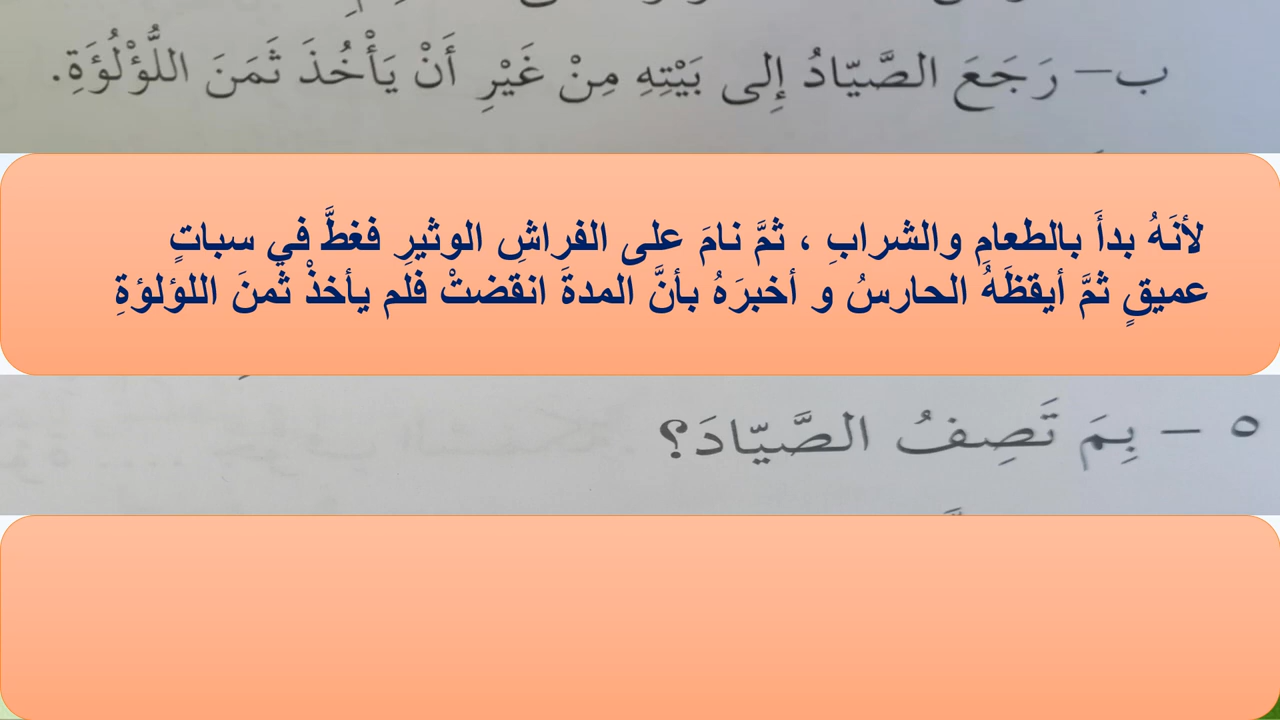 ب– رَجَعَ الصَّيّادُ إِلى بَيْتِهِ مِنْ غَيْرِ أَنْ يَأْخُذَ ثَمَنَ اللُّؤْلُؤَةِ.
لأنَهُ بدأَ بالطعامِ والشرابِ ، ثمَّ نامَ على الفراشِ الوثيرِ فغطَّ في سباتٍ
عميقٍ ثمَّ أيقظَهُ الحارسُ و أخبرَهُ بأنَّ المدةَ انقضتْ فلم يأخذْ ثمنَ اللؤلؤةِ
٥ – بِمَ تَصِفُ الصَّيّادَ؟